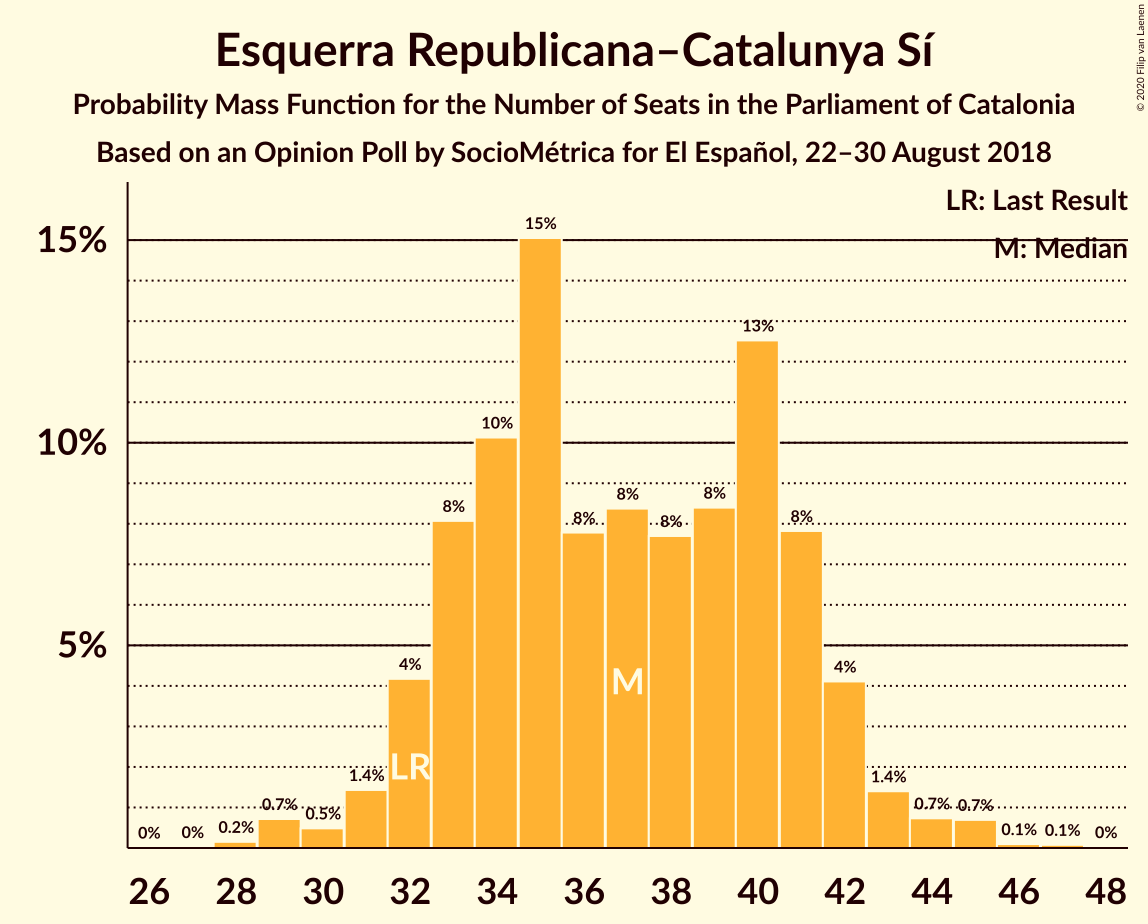 Esquerra Republicana–Catalunya Sí
Probability Mass Function for the Number of Seats in the Parliament of Catalonia
Based on an Opinion Poll by SocioMétrica for El Español, 22–30 August 2018
© 2020 Filip van Laenen
LR: Last Result
M: Median
15%
10%
5%
0%
0%
0.2%
0.7%
0.5%
1.4%
4%
8%
10%
15%
8%
8%
8%
8%
13%
8%
4%
1.4%
0.7%
0.7%
0.1%
0.1%
0%
LR
M
26 28 30 32 34 36 38 40 42 44 46 48